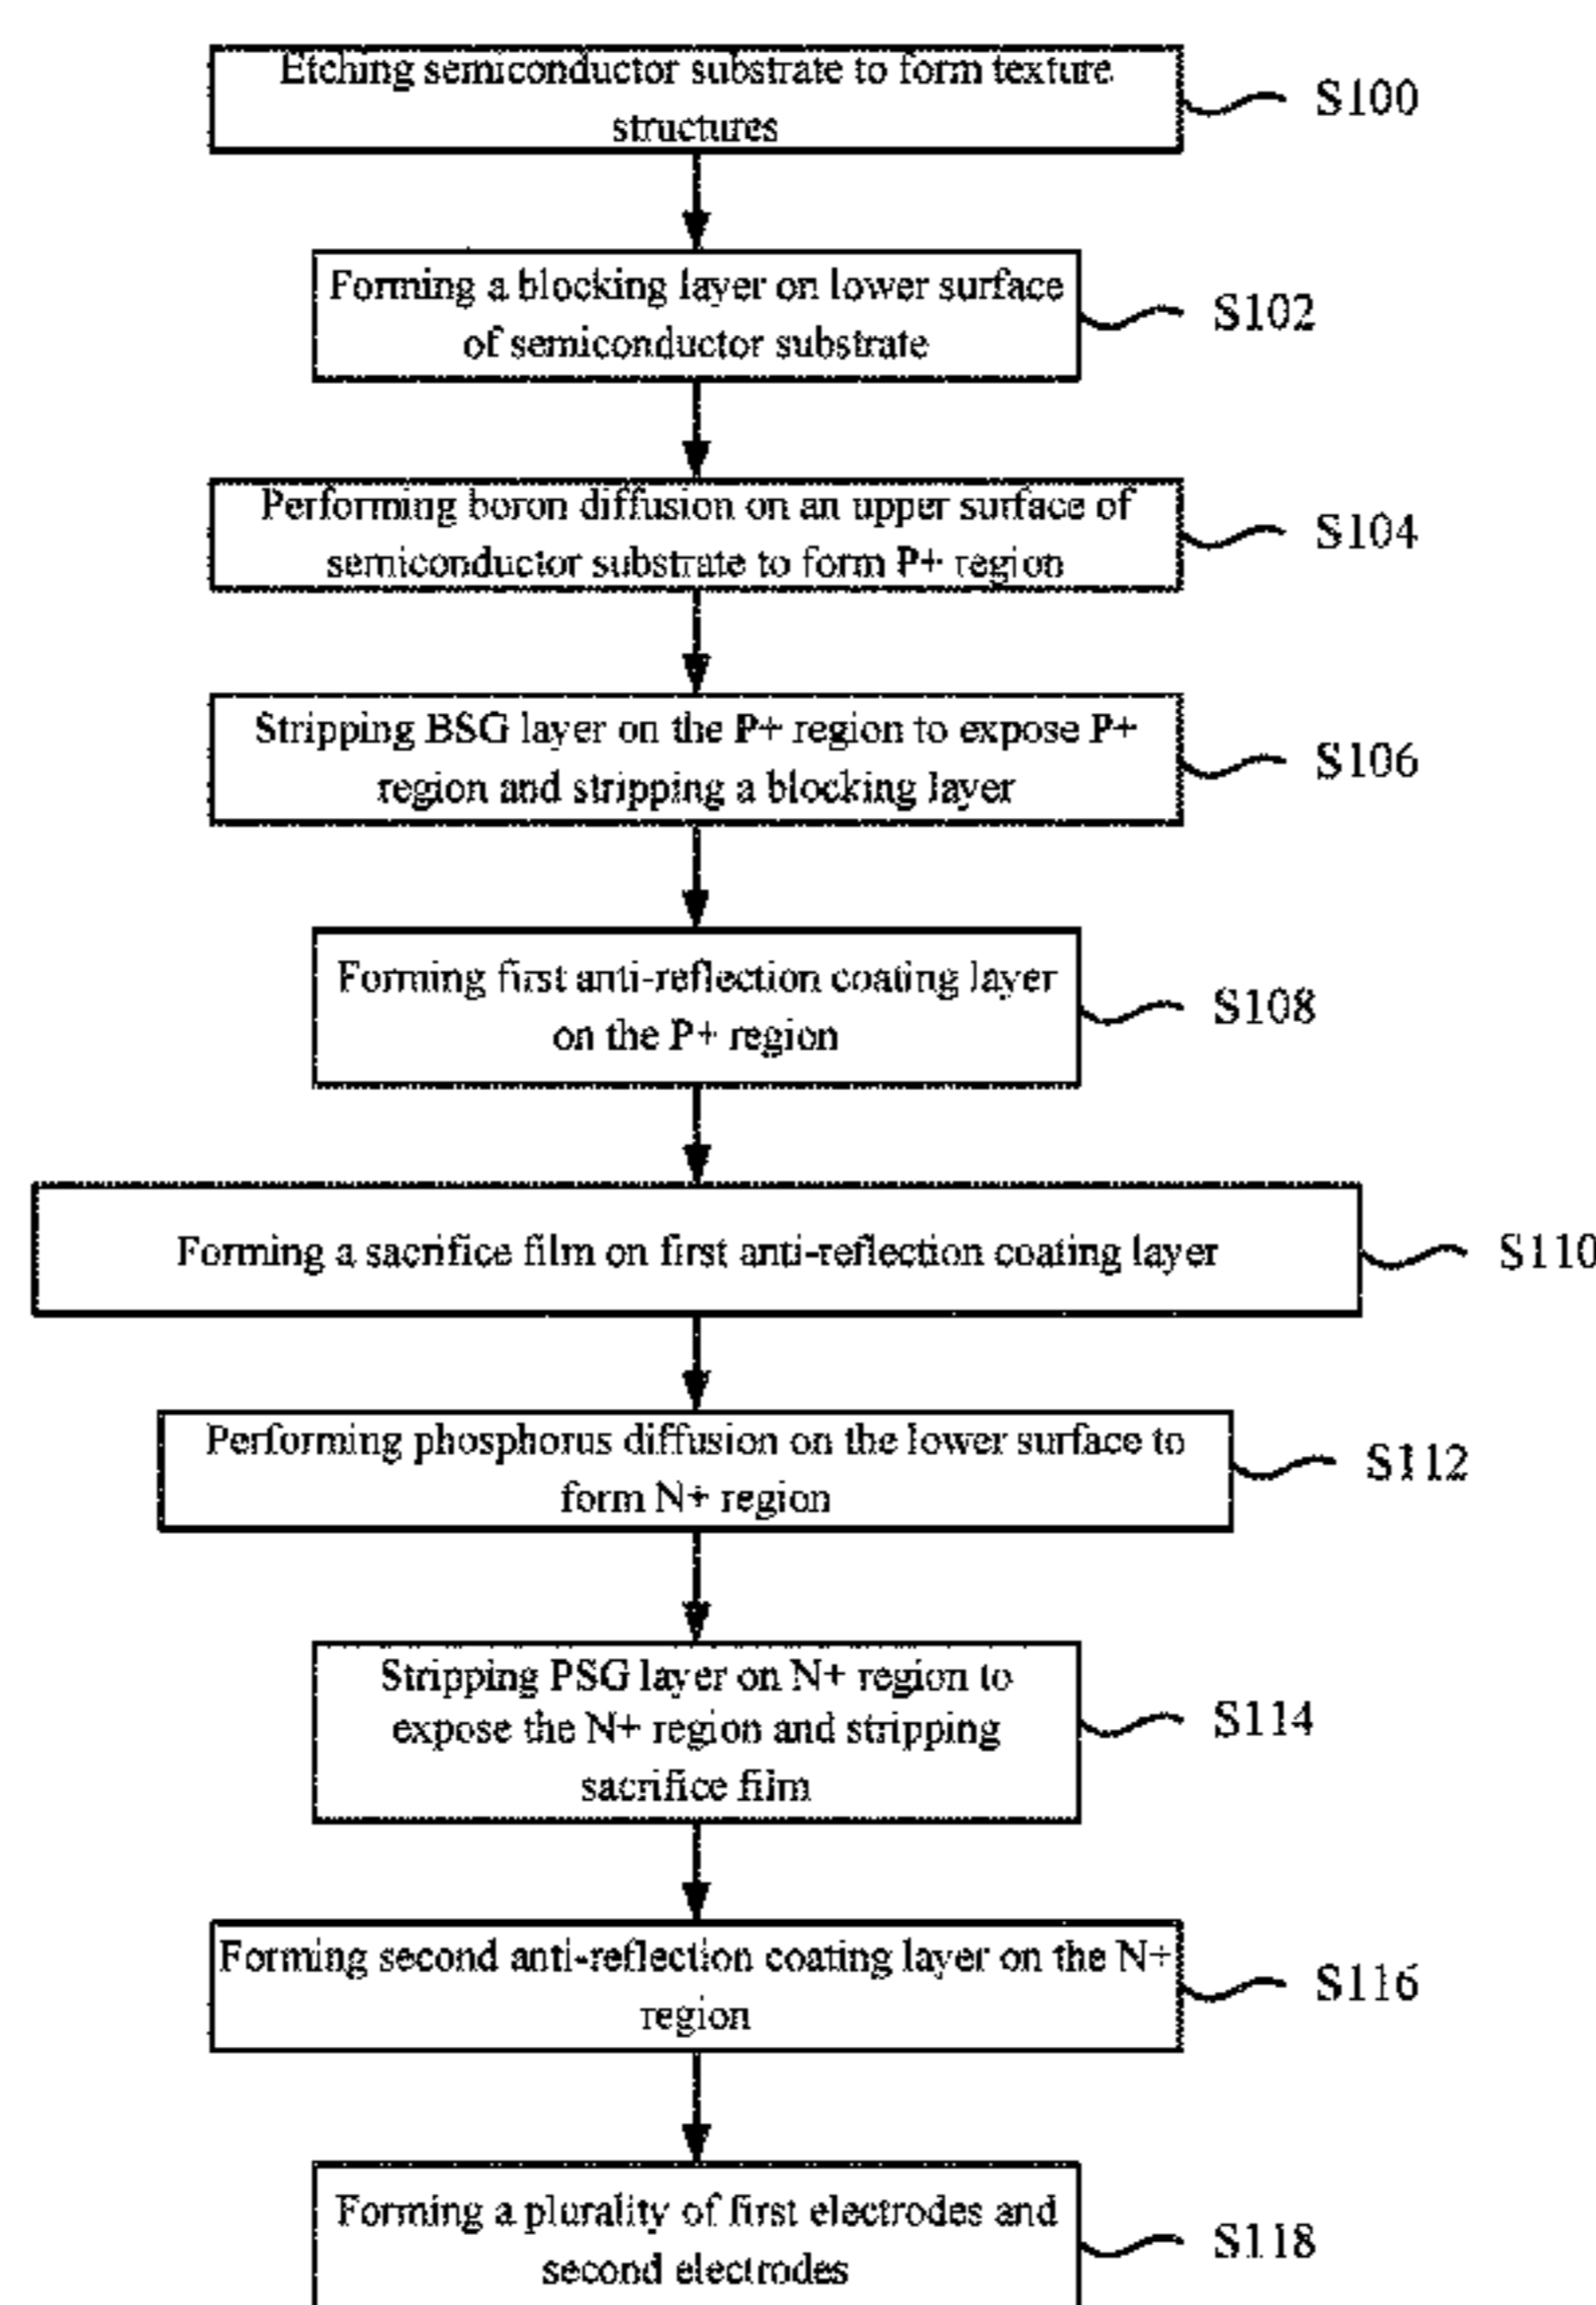 Etching semiconductor substrate to form texture
structures
S100
Forming a blocking layer on lower surface
of semiconductor substrate
S102
Performing boron diffusion on an upper surface of
semiconductor substrate to form P+ region
S104
Stripping BSG layer on the P+ region to expose P+
region and stripping a blocking layer
S106
Forming first anti-reflection coating layer
on the P+ region
S108
Forming a sacrifice film on first anti-reflection coating layer
S110
Performing phosphorus diffusion on the lower surface to
form N+ region
S112
Stripping PSG layer on N+ region to
expose the N+ region and stripping
sacrifice film
S114
Forming second anti-reflection coating layer on the N+
region
S116
Forming a plurality of first electrodes and
second electrodes
S118